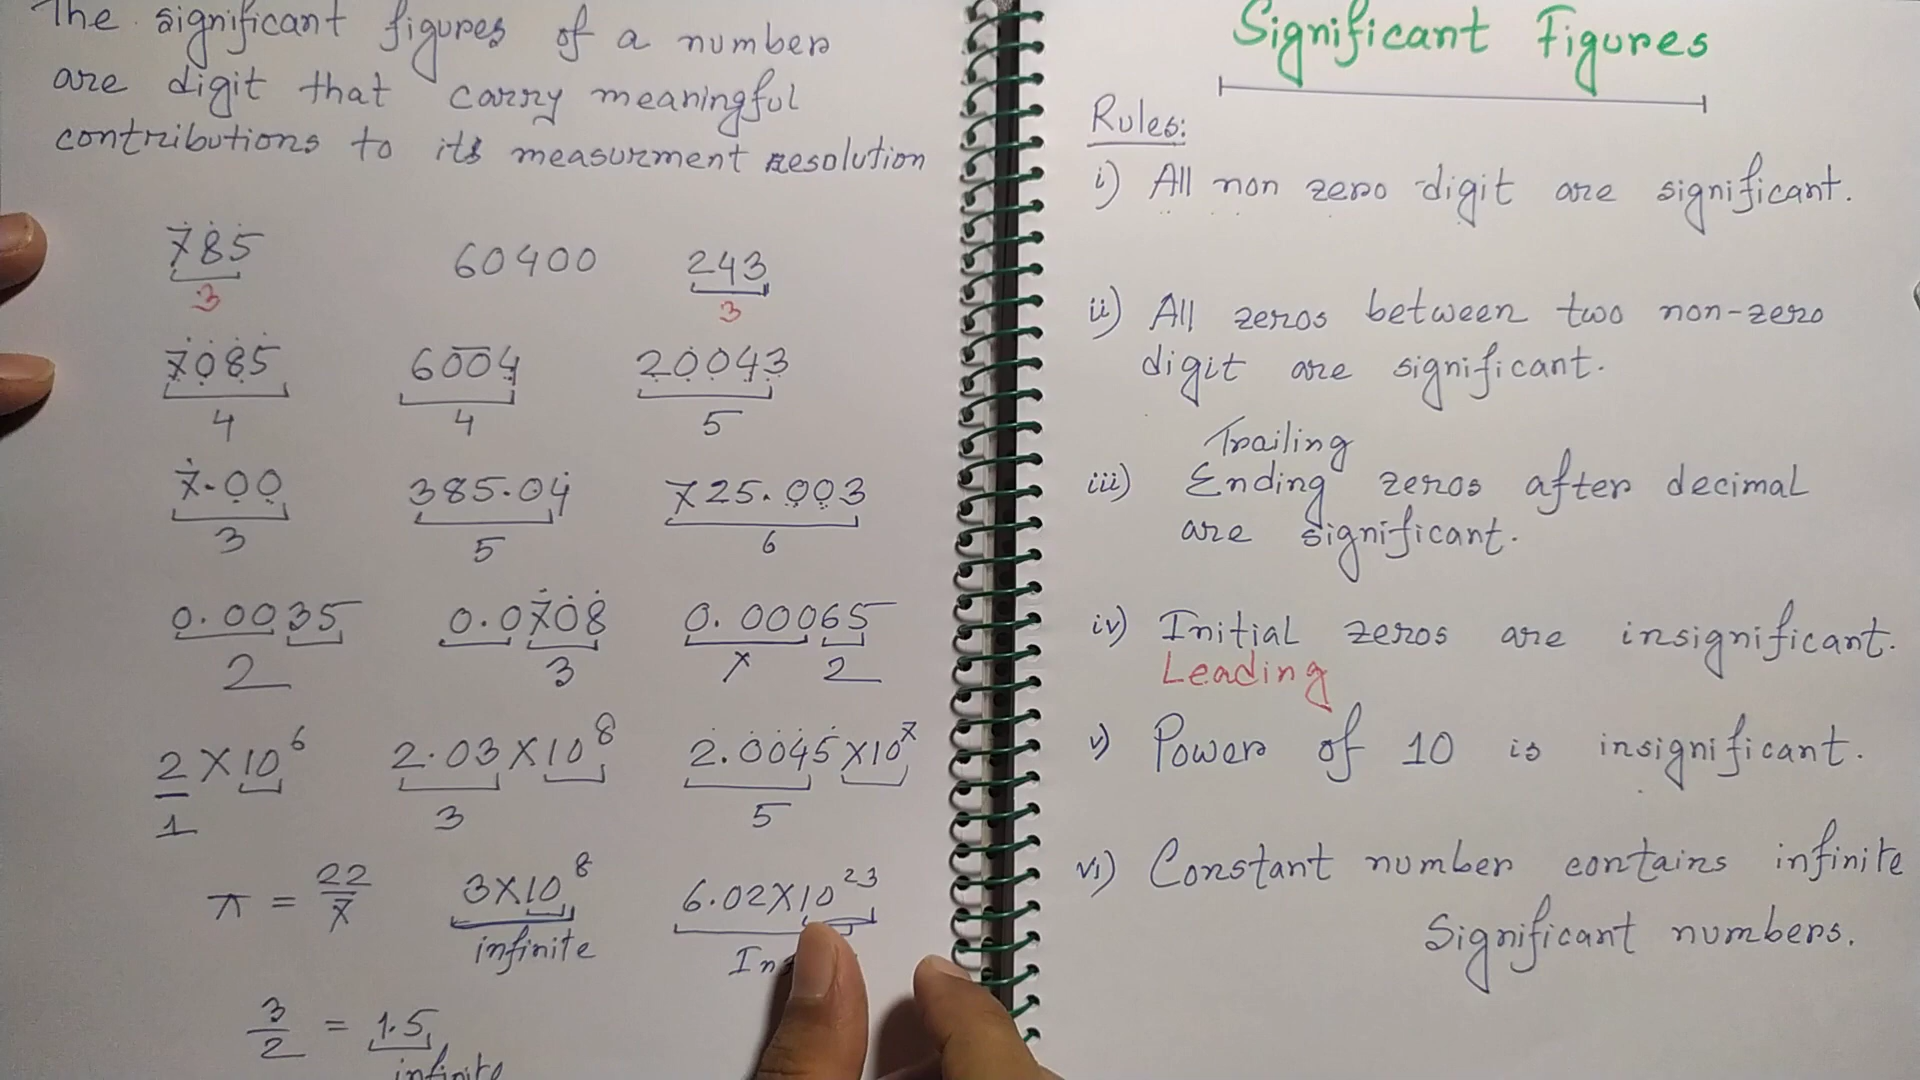 The significant figures of a number
are digit that carry meaningful
contributions to its measurment resolution
785 60400 243
3 3
7085 6004 20043
4 4 5
7.00 385.04 725.003
3 5 6
0.0035 0.0708 0.00065
2 3 x 2
2 X 10^6 2.03 X 10^8 2.0045 X 10^7
1 3 5
π = 22/7 3X10^8 6.02X10^23
infinite
3/2 = 1.5
infinite
Significant Figures
Rules:
i) All non zero digit are significant.
ii) All zeros between two non-zero
digit are significant.
Trailing
iii) Ending zeros after decimal
are significant.
iv) Initial zeros are insignificant.
Leading
v) Power of 10 is insignificant.
vi) Constant number contains infinite
Significant numbers.